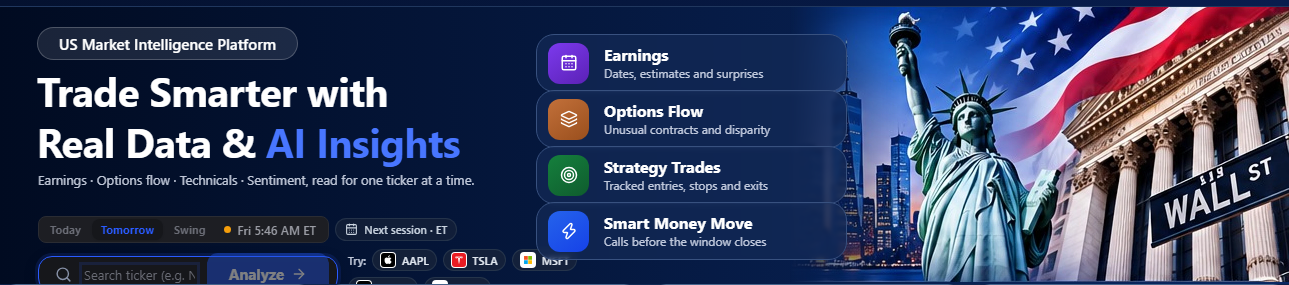 US Market Intelligence Platform
Trade Smarter with
Real Data & AI Insights
Earnings · Options flow · Technicals · Sentiment, read for one ticker at a time.
Today Tomorrow Swing Fri 5:46 AM ET Next session · ET
Search ticker (e.g. N Analyze →
Try: AAPL TSLA MSFT
Earnings
Dates, estimates and surprises
Options Flow
Unusual contracts and disparity
Strategy Trades
Tracked entries, stops and exits
Smart Money Move
Calls before the window closes
WALL ST